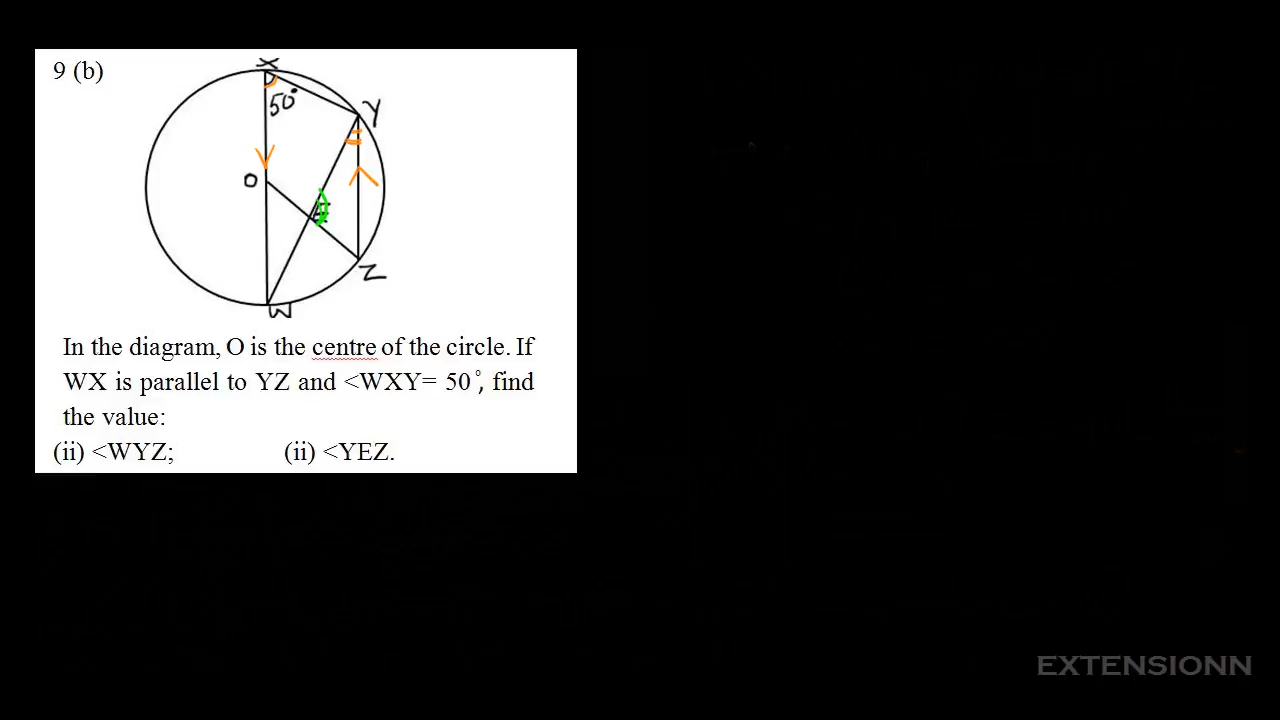 9 (b)
X
50°
Y
O
E
Z
W
In the diagram, O is the centre of the circle. If
WX is parallel to YZ and <WXY= 50°, find
the value:
(ii) <WYZ; (ii) <YEZ.
EXTENSIONN